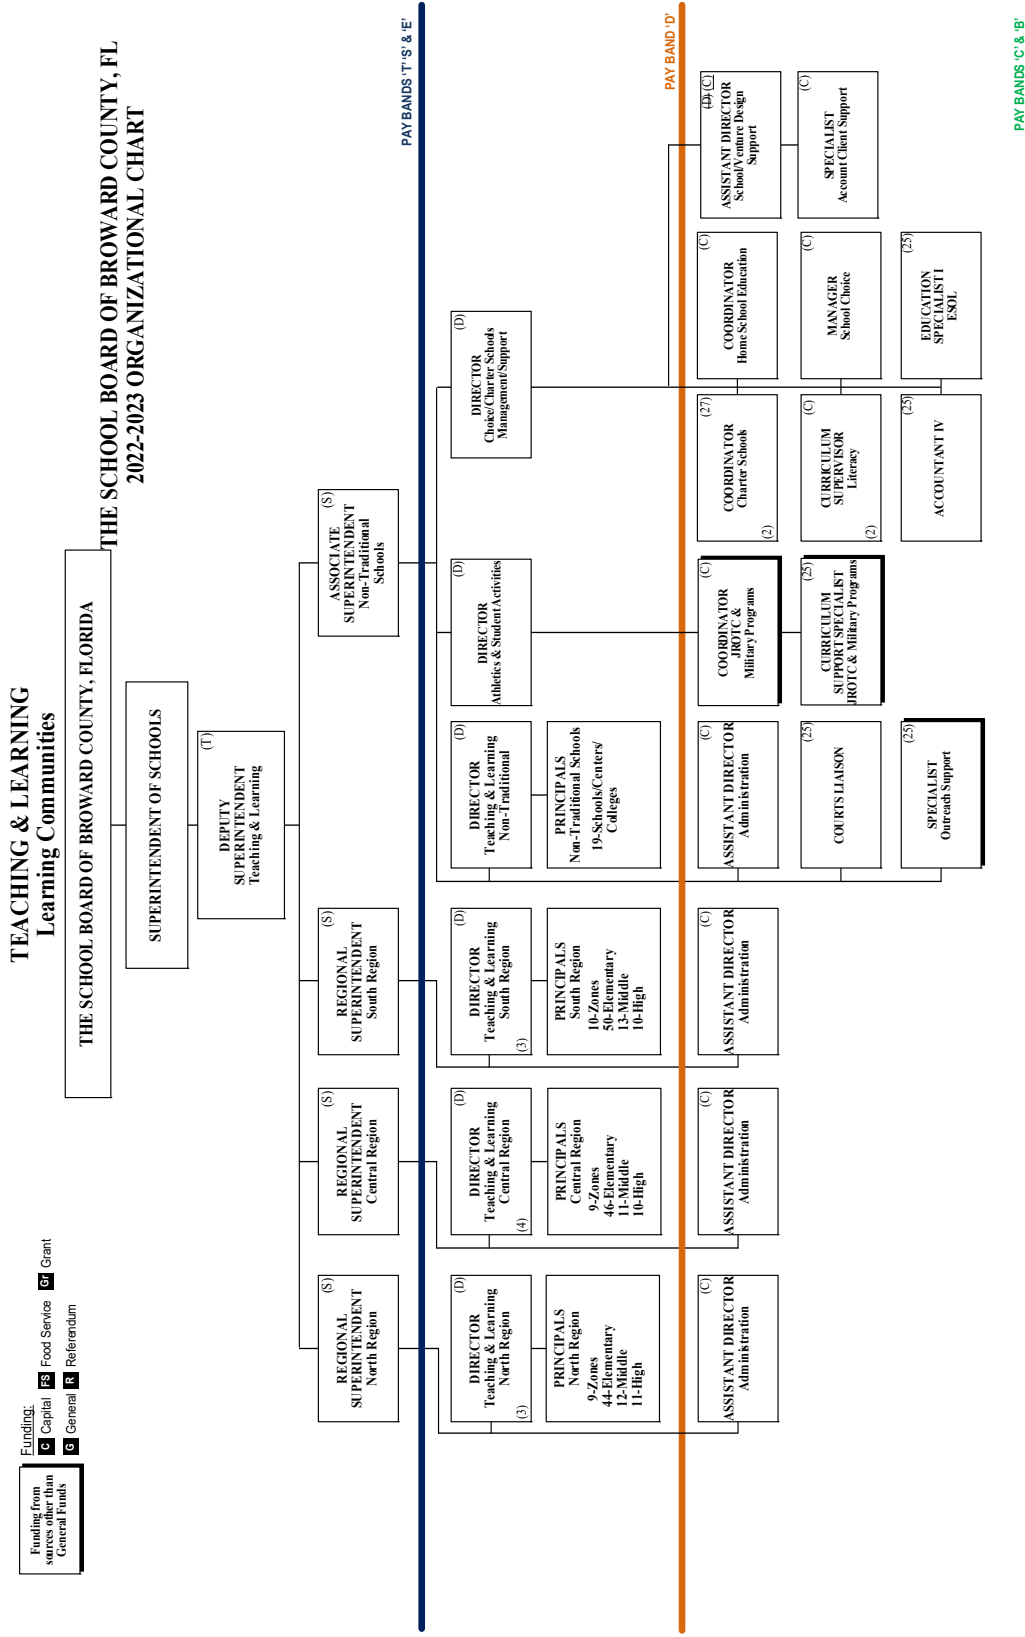 TEACHING & LEARNING
Learning Communities
THE SCHOOL BOARD OF BROWARD COUNTY, FL
2022-2023 ORGANIZATIONAL CHART
Funding from
sources other than
General Funds
Funding:
C Capital FS Food Service Gr Grant
G General R Referendum
THE SCHOOL BOARD OF BROWARD COUNTY, FLORIDA
SUPERINTENDENT OF SCHOOLS
(T)
DEPUTY
SUPERINTENDENT
Teaching & Learning
(S)
REGIONAL
SUPERINTENDENT
North Region
(S)
REGIONAL
SUPERINTENDENT
Central Region
(S)
REGIONAL
SUPERINTENDENT
South Region
(S)
ASSOCIATE
SUPERINTENDENT
Non-Traditional
Schools
PAY BANDS ‘T’ ‘S’ & ‘E’
(D)
DIRECTOR
Teaching & Learning
North Region
(3)
(D)
DIRECTOR
Teaching & Learning
Central Region
(4)
(D)
DIRECTOR
Teaching & Learning
South Region
(3)
(D)
DIRECTOR
Teaching & Learning
Non-Traditional
(D)
DIRECTOR
Athletics & Student Activities
(D)
DIRECTOR
Choice/Charter Schools
Management/Support
PRINCIPALS
North Region
9-Zones
44-Elementary
12-Middle
11-High
PRINCIPALS
Central Region
9-Zones
46-Elementary
11-Middle
10-High
PRINCIPALS
South Region
10-Zones
50-Elementary
13-Middle
10-High
PRINCIPALS
Non-Traditional Schools
19-Schools/Centers/
Colleges
PAY BAND ‘D’
(C)
ASSISTANT DIRECTOR
Administration
(C)
ASSISTANT DIRECTOR
Administration
(C)
ASSISTANT DIRECTOR
Administration
(C)
ASSISTANT DIRECTOR
Administration
(C)
COORDINATOR
JROTC &
Military Programs
(27)
COORDINATOR
Charter Schools
(2)
(C)
COORDINATOR
Home School Education
(D) (C)
ASSISTANT DIRECTOR
School/Venture Design
Support
(25)
COURTS LIAISON
(25)
CURRICULUM
SUPPORT SPECIALIST
JROTC & Military Programs
(C)
CURRICULUM
SUPERVISOR
Literacy
(2)
(C)
MANAGER
School Choice
(C)
SPECIALIST
Account Client Support
(25)
SPECIALIST
Outreach Support
(25)
ACCOUNTANT IV
(25)
EDUCATION
SPECIALIST I
ESOL
PAY BANDS ‘C’ & ‘B’